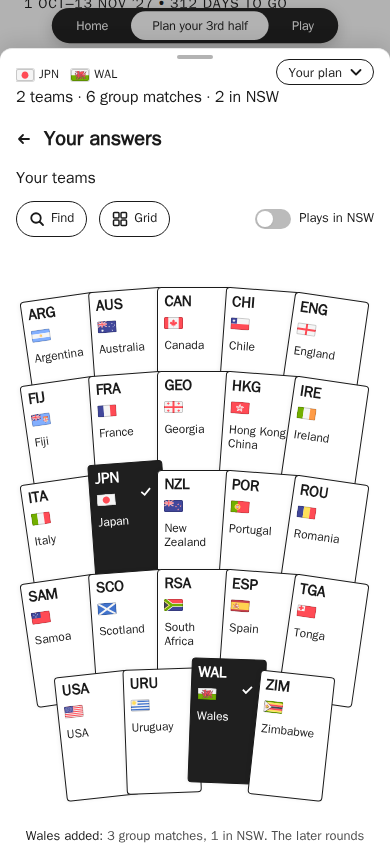 1 OCT–13 NOV '27 • 312 DAYS TO GO
Home
Plan your 3rd half
Play
JPN
WAL
Your plan
2 teams · 6 group matches · 2 in NSW
Your answers
Your teams
Find
Grid
Plays in NSW
ARG
Argentina
AUS
Australia
CAN
Canada
CHI
Chile
ENG
England
FIJ
Fiji
FRA
France
GEO
Georgia
HKG
Hong Kong
China
IRE
Ireland
ITA
Italy
JPN
Japan
NZL
New
Zealand
POR
Portugal
ROU
Romania
SAM
Samoa
SCO
Scotland
RSA
South
Africa
ESP
Spain
TGA
Tonga
USA
USA
URU
Uruguay
WAL
Wales
ZIM
Zimbabwe
Wales added: 3 group matches, 1 in NSW. The later rounds